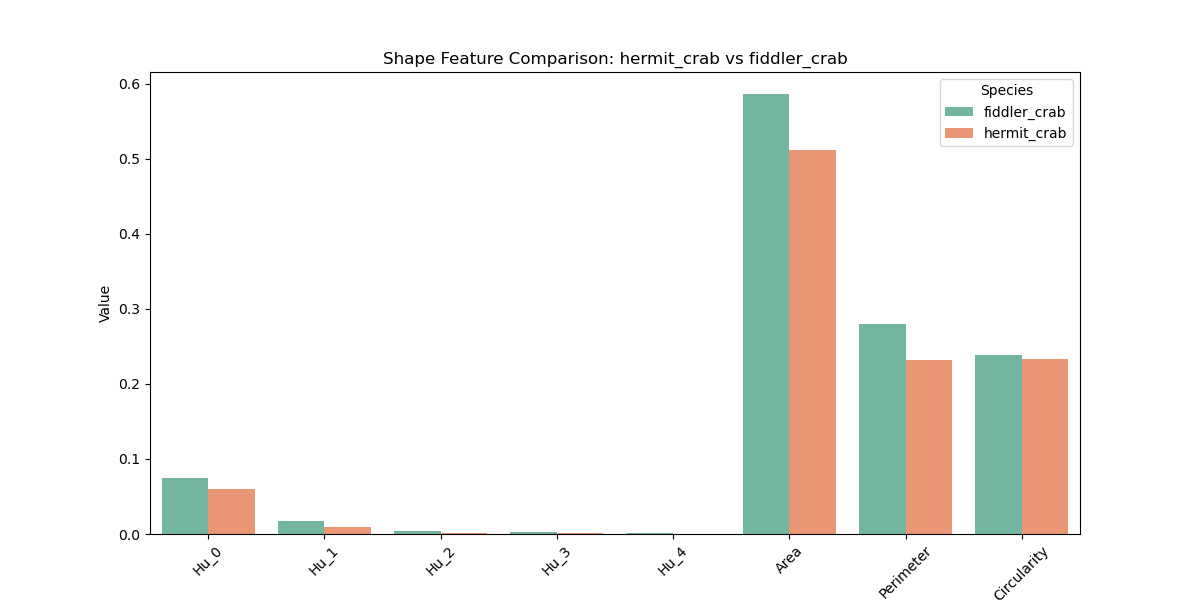 Shape Feature Comparison: hermit_crab vs fiddler_crab
Species
fiddler_crab
hermit_crab
Value
0.6
0.5
0.4
0.3
0.2
0.1
0.0
Hu_0
Hu_1
Hu_2
Hu_3
Hu_4
Area
Perimeter
Circularity